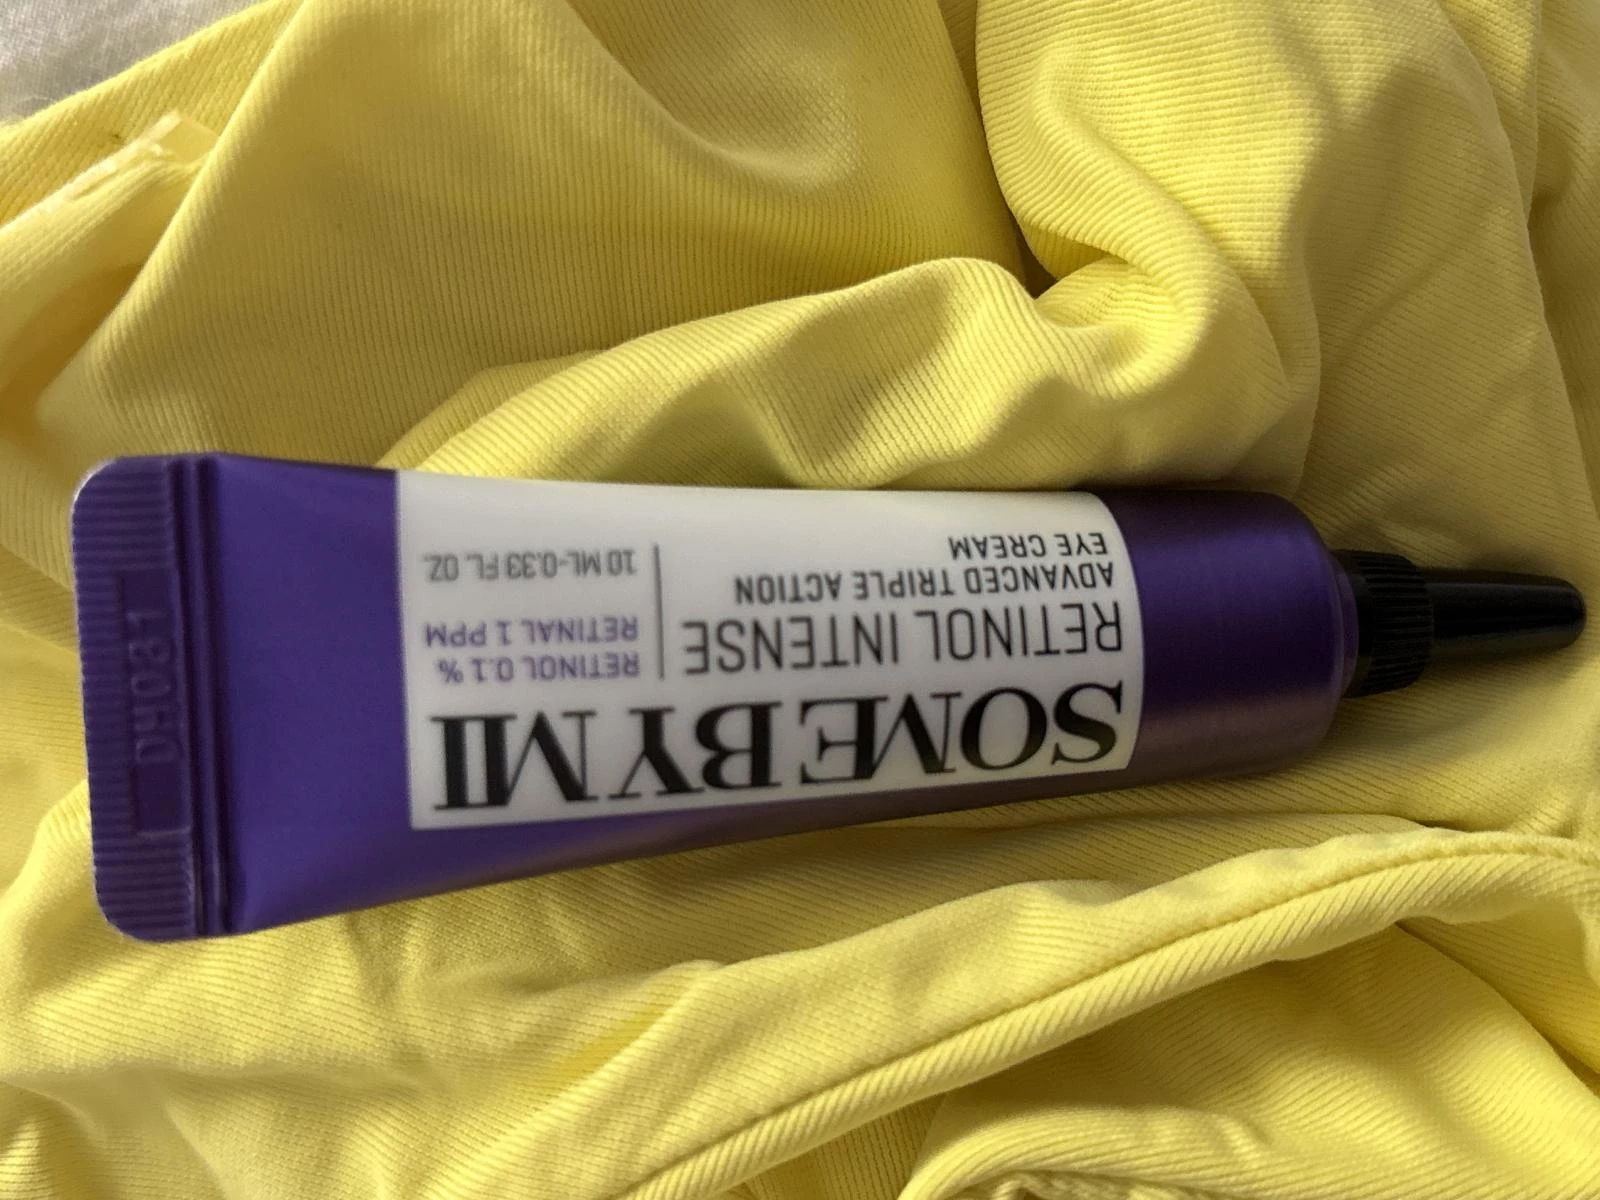 SOME BY MI
RETINOL INTENSE
ADVANCED TRIPLE ACTION
EYE CREAM
RETINOL 0.1 %
RETINAL 1 PPM
10 ML-0.33 FL. OZ.